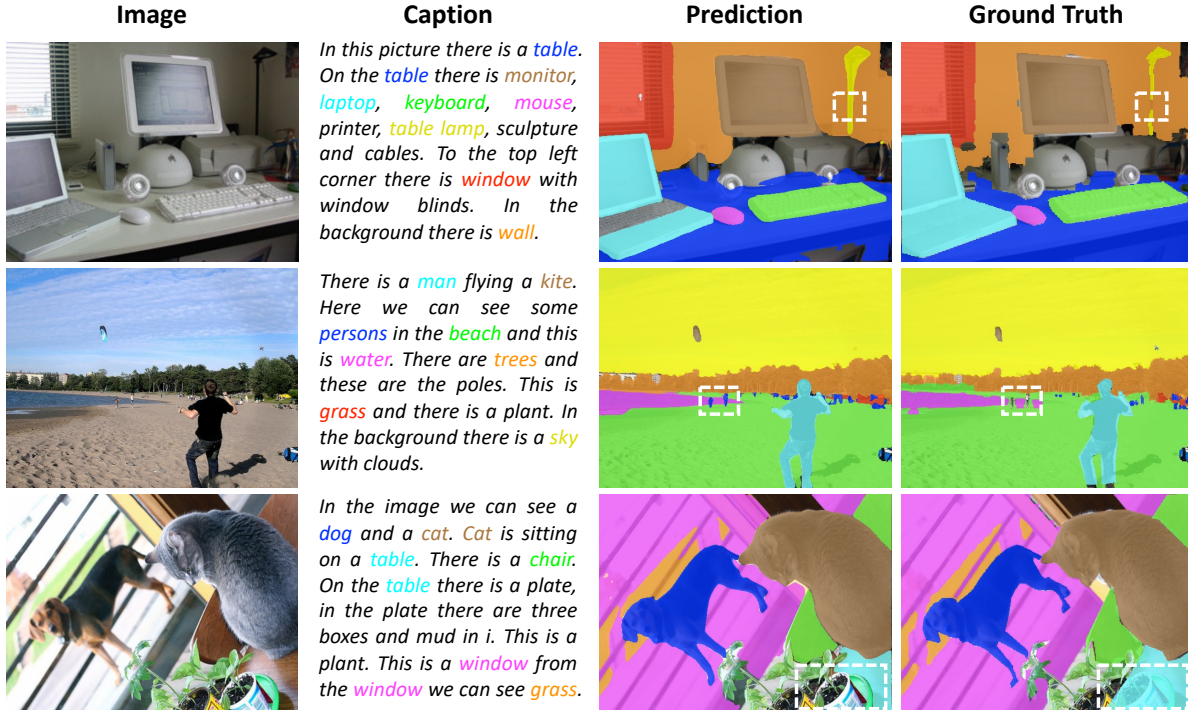 Image Caption Prediction Ground Truth
In this picture there is a table.
On the table there is monitor,
laptop, keyboard, mouse,
printer, table lamp, sculpture
and cables. To the top left
corner there is window with
window blinds. In the
background there is wall.
There is a man flying a kite.
Here we can see some
persons in the beach and this
is water. There are trees and
these are the poles. This is
grass and there is a plant. In
the background there is a sky
with clouds.
In the image we can see a
dog and a cat. Cat is sitting
on a table. There is a chair.
On the table there is a plate,
in the plate there are three
boxes and mud in i. This is a
plant. This is a window from
the window we can see grass.